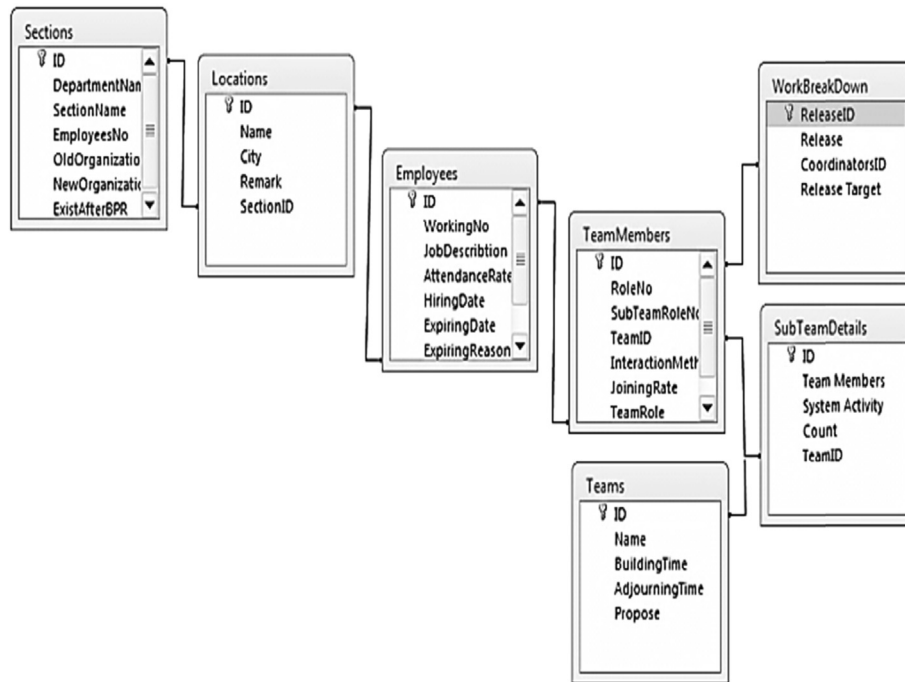 Sections
ID
DepartmentNam
SectionName
EmployeesNo
OldOrganizatio
NewOrganizatic
ExistAfterBPR
Locations
ID
Name
City
Remark
SectionID
Employees
ID
WorkingNo
JobDescribtion
AttendanceRate
HiringDate
ExpiringDate
ExpiringReason
TeamMembers
ID
RoleNo
SubTeamRoleNo
TeamID
InteractionMeth
JoiningRate
TeamRole
WorkBreakDown
ReleaseID
Release
CoordinatorsID
Release Target
SubTeamDetails
ID
Team Members
System Activity
Count
TeamID
Teams
ID
Name
BuildingTime
AdjourningTime
Propose